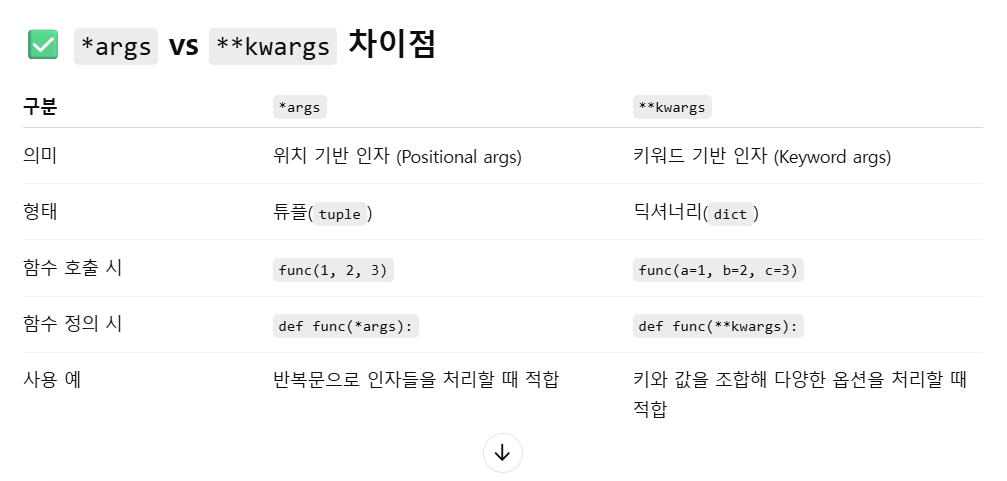 ✅ *args vs **kwargs 차이점
구분 *args **kwargs
의미 위치 기반 인자 (Positional args) 키워드 기반 인자 (Keyword args)
형태 튜플(tuple) 딕셔너리(dict)
함수 호출 시 func(1, 2, 3) func(a=1, b=2, c=3)
함수 정의 시 def func(*args): def func(**kwargs):
사용 예 반복문으로 인자들을 처리할 때 적합 키와 값을 조합해 다양한 옵션을 처리할 때
적합